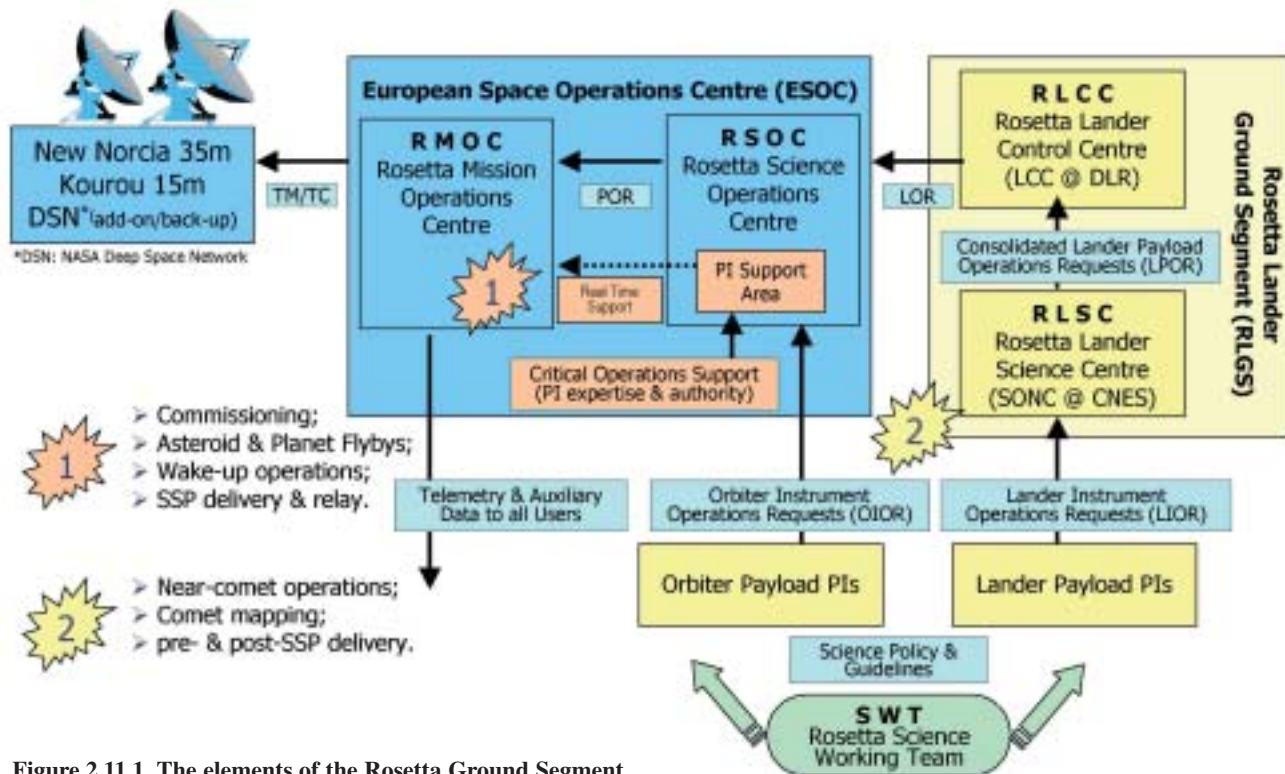 European Space Operations Centre (ESOC)
New Norcia 35m
Kourou 15m
DSN*(add-on/back-up)
*DSN: NASA Deep Space Network
TM/TC
RMOC
Rosetta Mission
Operations
Centre
1
POR
Real Time
Support
RSOC
Rosetta Science
Operations
Centre
PI Support
Area
Critical Operations Support
(PI expertise & authority)
LOR
RLCC
Rosetta Lander
Control Centre
(LCC @ DLR)
Consolidated Lander Payload
Operations Requests (LPOR)
RLSC
Rosetta Lander
Science Centre
(SONC @ CNES)
2
Rosetta Lander
Ground Segment (RLGS)
1
➢ Commissioning;
➢ Asteroid & Planet Flybys;
➢ Wake-up operations;
➢ SSP delivery & relay.
Telemetry & Auxiliary
Data to all Users
Orbiter Instrument
Operations Requests (OIOR)
Lander Instrument
Operations Requests (LIOR)
2
➢ Near-comet operations;
➢ Comet mapping;
➢ pre- & post-SSP delivery.
Orbiter Payload PIs
Lander Payload PIs
Science Policy &
Guidelines
SWT
Rosetta Science
Working Team
Figure 2.11.1. The elements of the Rosetta Ground Segment.